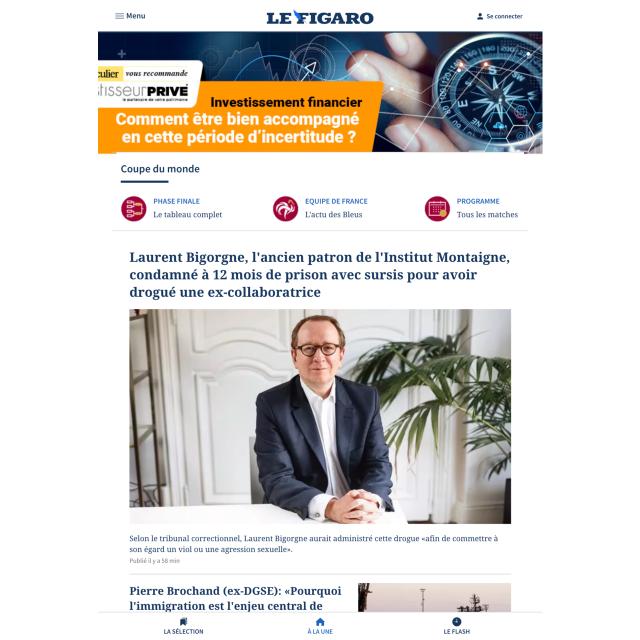 Menu
LE FIGARO
Se connecter
culier vous recommande
tisseurPRIVÉ
le partenaire de votre patrimoine
Investissement financier
Comment être bien accompagné
en cette période d'incertitude ?
Coupe du monde
PHASE FINALE
Le tableau complet
EQUIPE DE FRANCE
L'actu des Bleus
PROGRAMME
Tous les matches
Laurent Bigorgne, l'ancien patron de l'Institut Montaigne,
condamné à 12 mois de prison avec sursis pour avoir
drogué une ex-collaboratrice
Selon le tribunal correctionnel, Laurent Bigorgne aurait administré cette drogue «afin de commettre à
son égard un viol ou une agression sexuelle».
Publié il y a 58 min
Pierre Brochand (ex-DGSE): «Pourquoi
l'immigration est l'enjeu central de
LA SÉLECTION
À LA UNE
LE FLASH